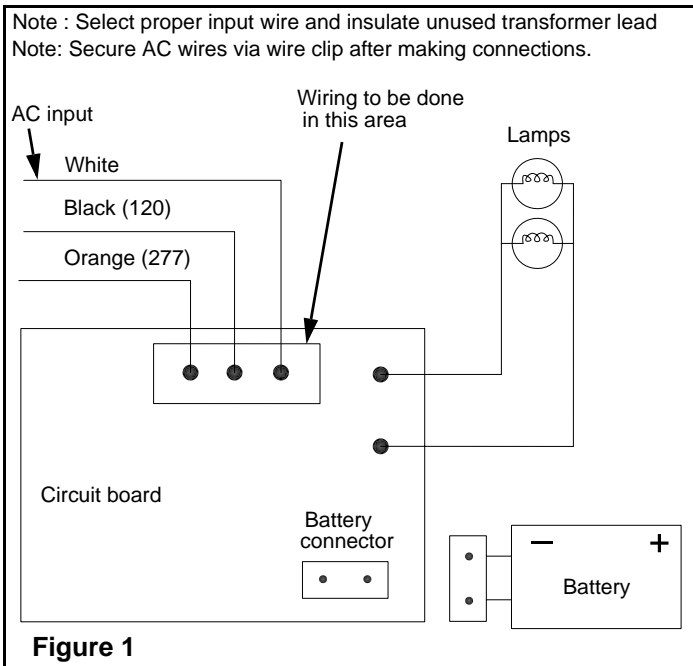 Note : Select proper input wire and insulate unused transformer lead
Note: Secure AC wires via wire clip after making connections.
AC input
Wiring to be done
in this area
Lamps
White
Black (120)
Orange (277)
Circuit board
Battery
connector
Battery
Figure 1